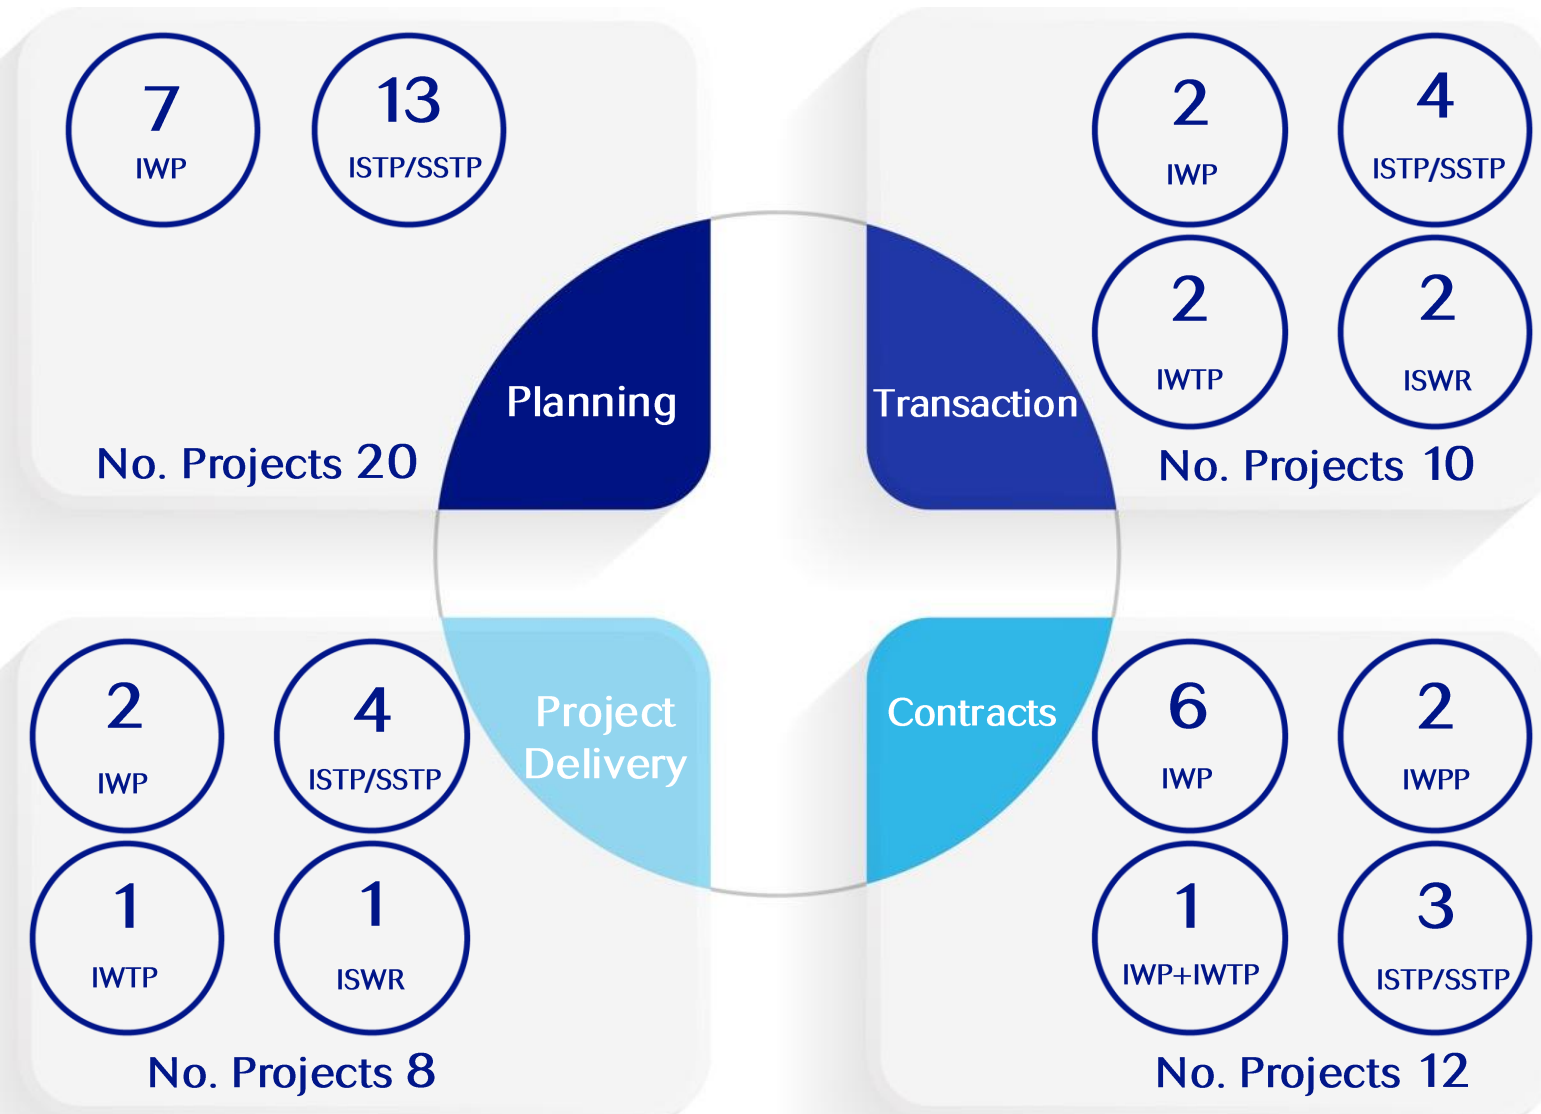 7
IWP
13
ISTP/SSTP
No. Projects 20
Planning
2
IWP
4
ISTP/SSTP
2
IWTP
2
ISWR
Transaction
No. Projects 10
2
IWP
4
ISTP/SSTP
1
IWTP
1
ISWR
Project
Delivery
No. Projects 8
Contracts
6
IWP
2
IWPP
1
IWP+IWTP
3
ISTP/SSTP
No. Projects 12